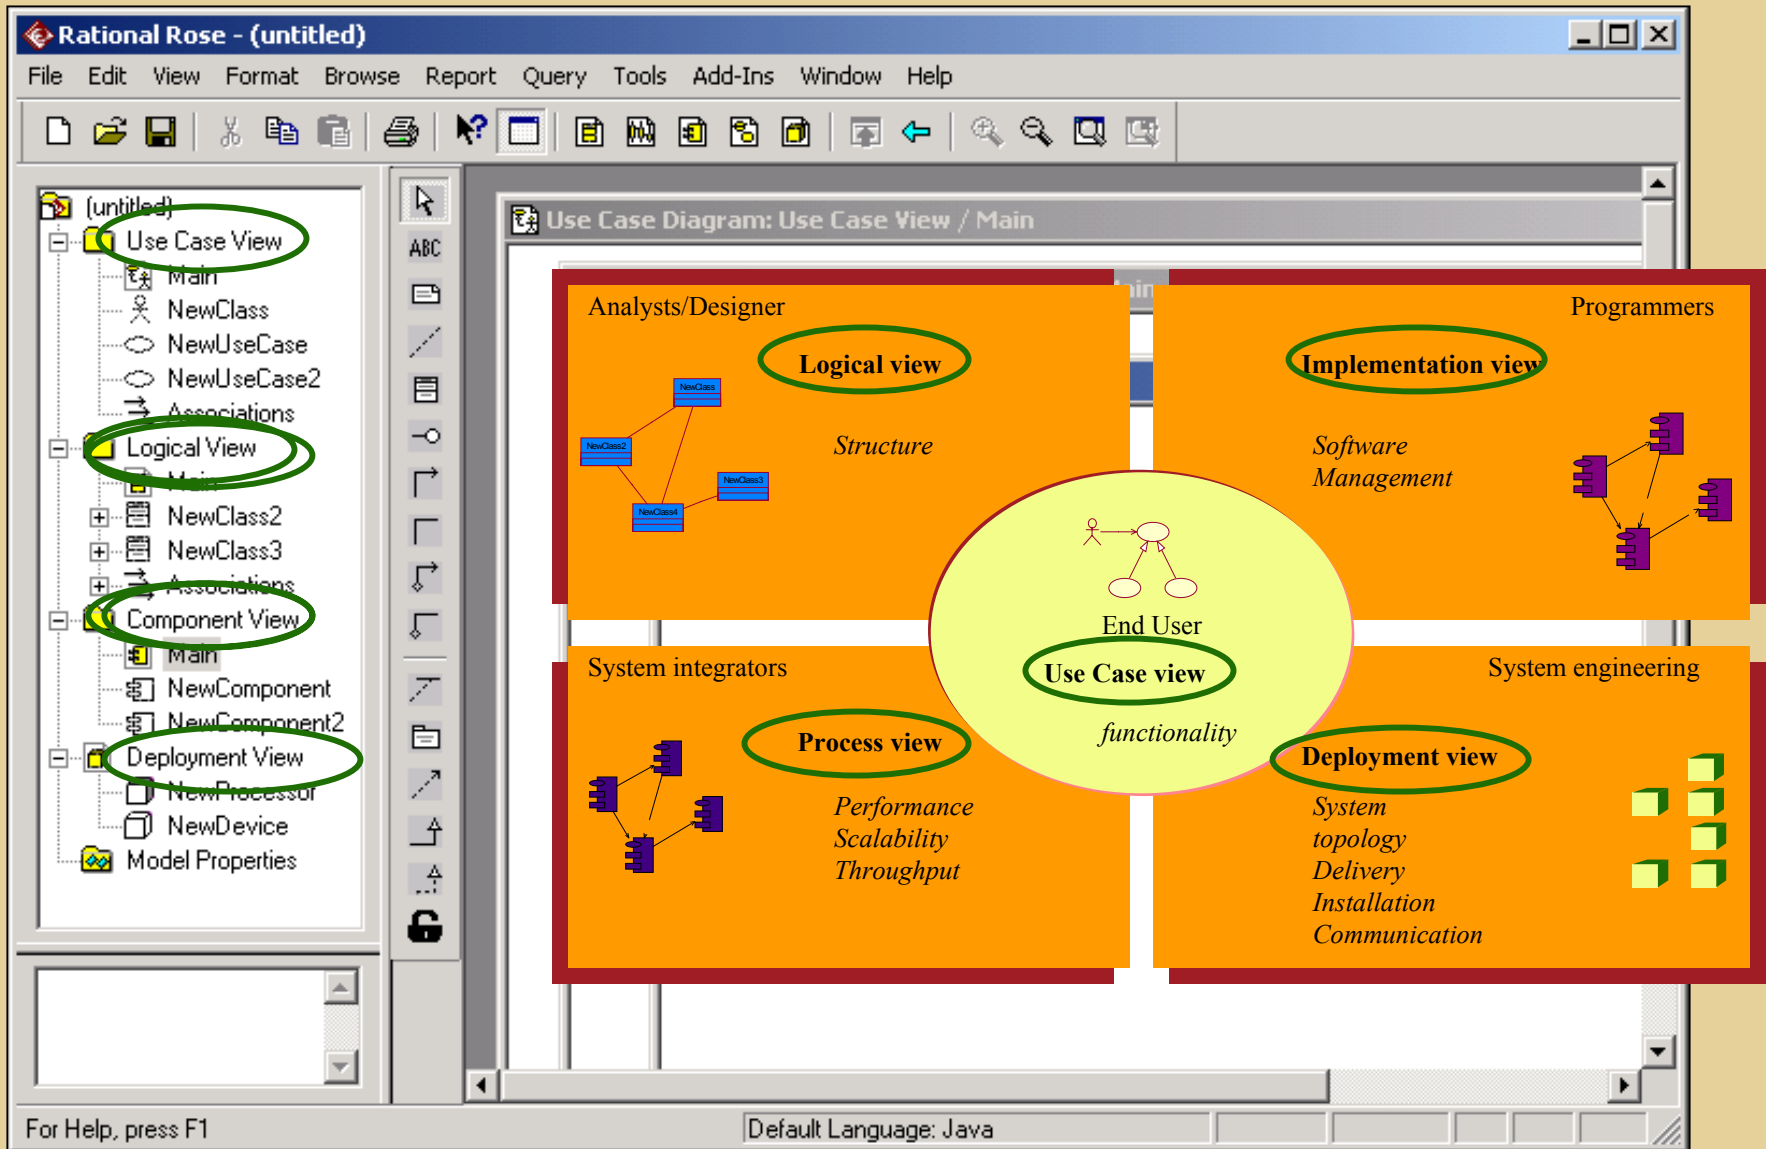 Rational Rose - (untitled)
File Edit View Format Browse Report Query Tools Add-Ins Window Help
(untitled)
Use Case View
Main
NewClass
NewUseCase
NewUseCase2
Associations
Logical View
Main
NewClass2
NewClass3
Associations
Component View
Main
NewComponent
NewComponent2
Deployment View
NewProcessor
NewDevice
Model Properties
ABC
Use Case Diagram: Use Case View / Main
Analysts/Designer
Logical view
Structure
NewClass
NewClass2
NewClass3
NewClass4
Programmers
Implementation view
Software
Management
End User
Use Case view
functionality
System integrators
Process view
Performance
Scalability
Throughput
System engineering
Deployment view
System
topology
Delivery
Installation
Communication
For Help, press F1
Default Language: Java